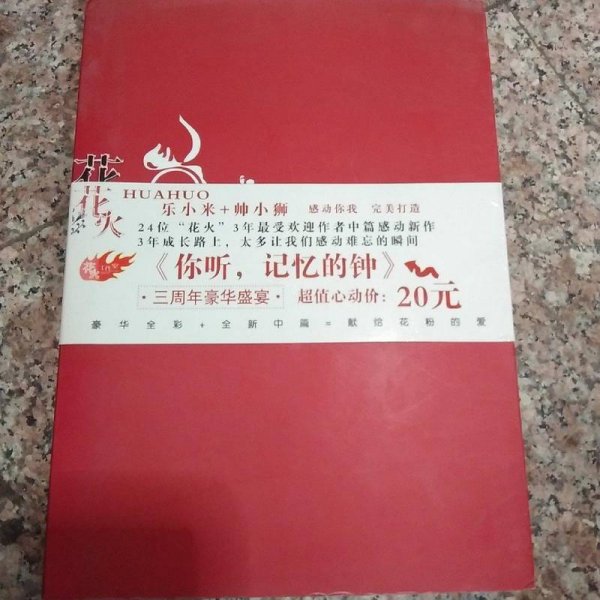 花火
HUAHUO
乐小米+帅小狮 感动你我 完美打造
24位“花火”3年最受欢迎作者中篇感动新作
3年成长路上,太多让我们感动难忘的瞬间
《你听,记忆的钟》
·三周年豪华盛宴· 超值心动价:20元
豪华全彩+全新中篇=献给花粉的爱